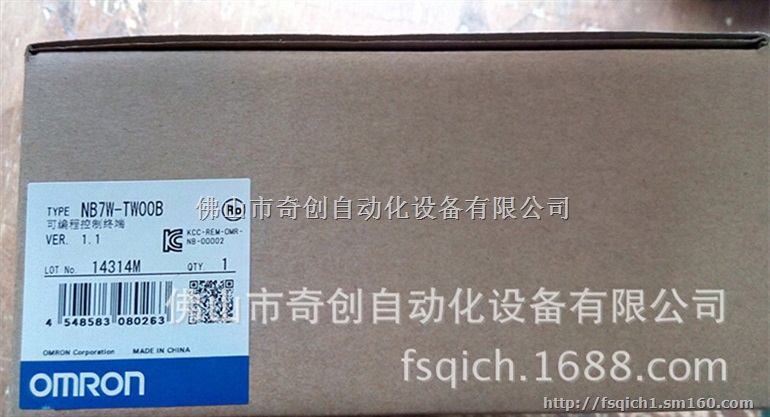 TYPE NB7W-TW00B
可编程控制终端
VER. 1.1
Ro
KCC-REM-OMR-
NB-00002
LOT No. 14314M QTY. 1
4 548583 080263
OMRON Corporation MADE IN CHINA
OMRON
佛山市奇创自动化设备有限公司
佛山市奇创自动化设备有限公司
fsqich.1688.com
http://fsqich1.sm160.com